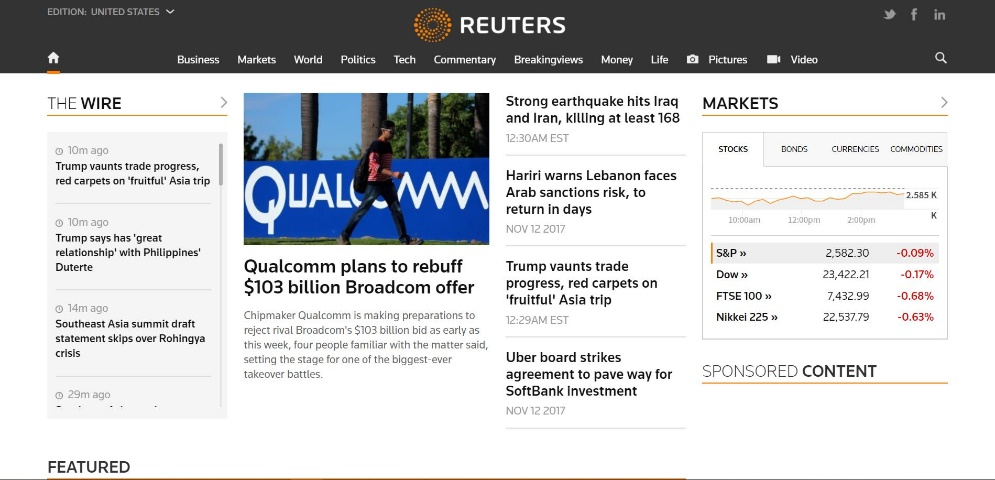 EDITION: UNITED STATES
REUTERS
Business Markets World Politics Tech Commentary Breakingviews Money Life Pictures Video
THE WIRE
10m ago
Trump vaunts trade progress,
red carpets on 'fruitful' Asia trip
10m ago
Trump says has 'great
relationship' with Philippines'
Duterte
14m ago
Southeast Asia summit draft
statement skips over Rohingya
crisis
29m ago
QUALCOMM
Qualcomm plans to rebuff
$103 billion Broadcom offer
Chipmaker Qualcomm is making preparations to
reject rival Broadcom's $103 billion bid as early as
this week, four people familiar with the matter said,
setting the stage for one of the biggest-ever
takeover battles.
Strong earthquake hits Iraq
and Iran, killing at least 168
12:30AM EST
Hariri warns Lebanon faces
Arab sanctions risk, to
return in days
NOV 12 2017
Trump vaunts trade
progress, red carpets on
'fruitful' Asia trip
12:29AM EST
Uber board strikes
agreement to pave way for
SoftBank investment
NOV 12 2017
MARKETS
STOCKS BONDS CURRENCIES COMMODITIES
2.585 K
K
10:00am 12:00pm 2:00pm
S&P » 2,582.30 -0.09%
Dow » 23,422.21 -0.17%
FTSE 100 » 7,432.99 -0.68%
Nikkei 225 » 22,537.79 -0.63%
SPONSORED CONTENT
FEATURED